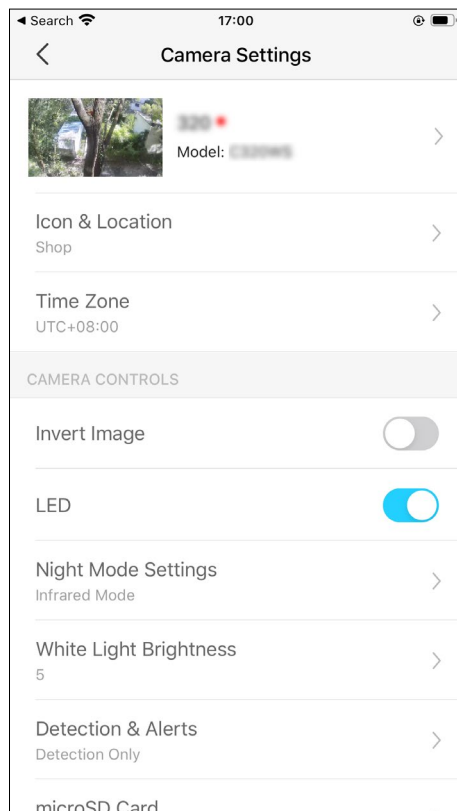 Search
17:00
Camera Settings
Model:
Icon & Location
Shop
Time Zone
UTC+08:00
CAMERA CONTROLS
Invert Image
LED
Night Mode Settings
Infrared Mode
White Light Brightness
5
Detection & Alerts
Detection Only
microSD Card